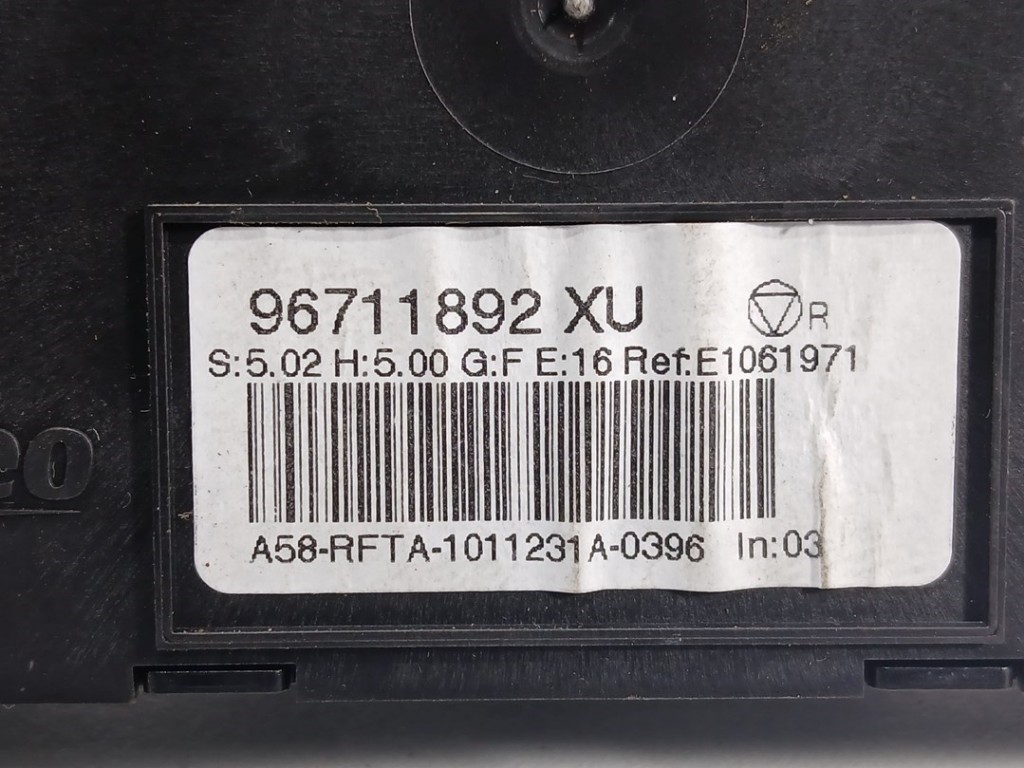 96711892 XU
R
S:5.02 H:5.00 G:F E:16 Ref:E1061971
A58-RFTA-1011231A-0396 In:03